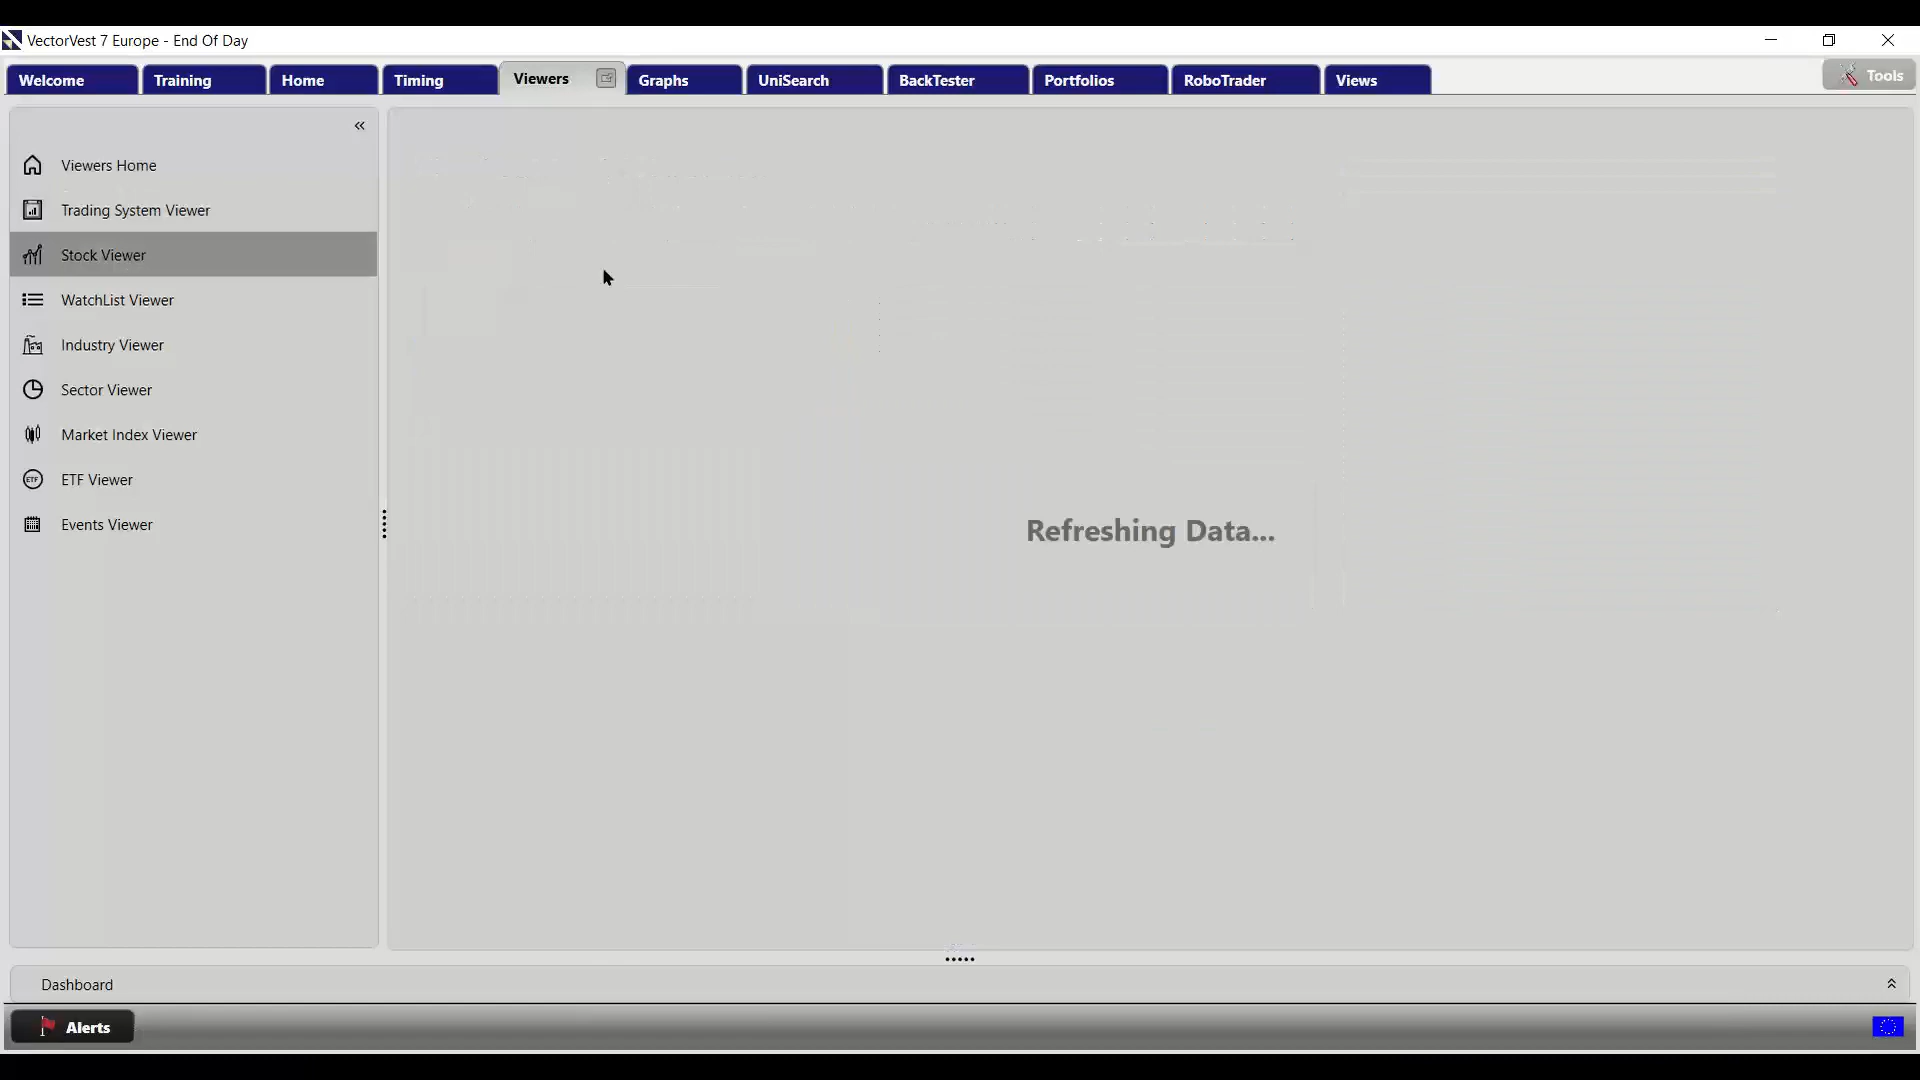 VectorVest 7 Europe - End Of Day
Welcome
Training
Home
Timing
Viewers
Graphs
UniSearch
BackTester
Portfolios
RoboTrader
Views
Tools
Viewers Home
Trading System Viewer
Stock Viewer
WatchList Viewer
Industry Viewer
Sector Viewer
Market Index Viewer
ETF
ETF Viewer
Events Viewer
Refreshing Data...
Dashboard
Alerts